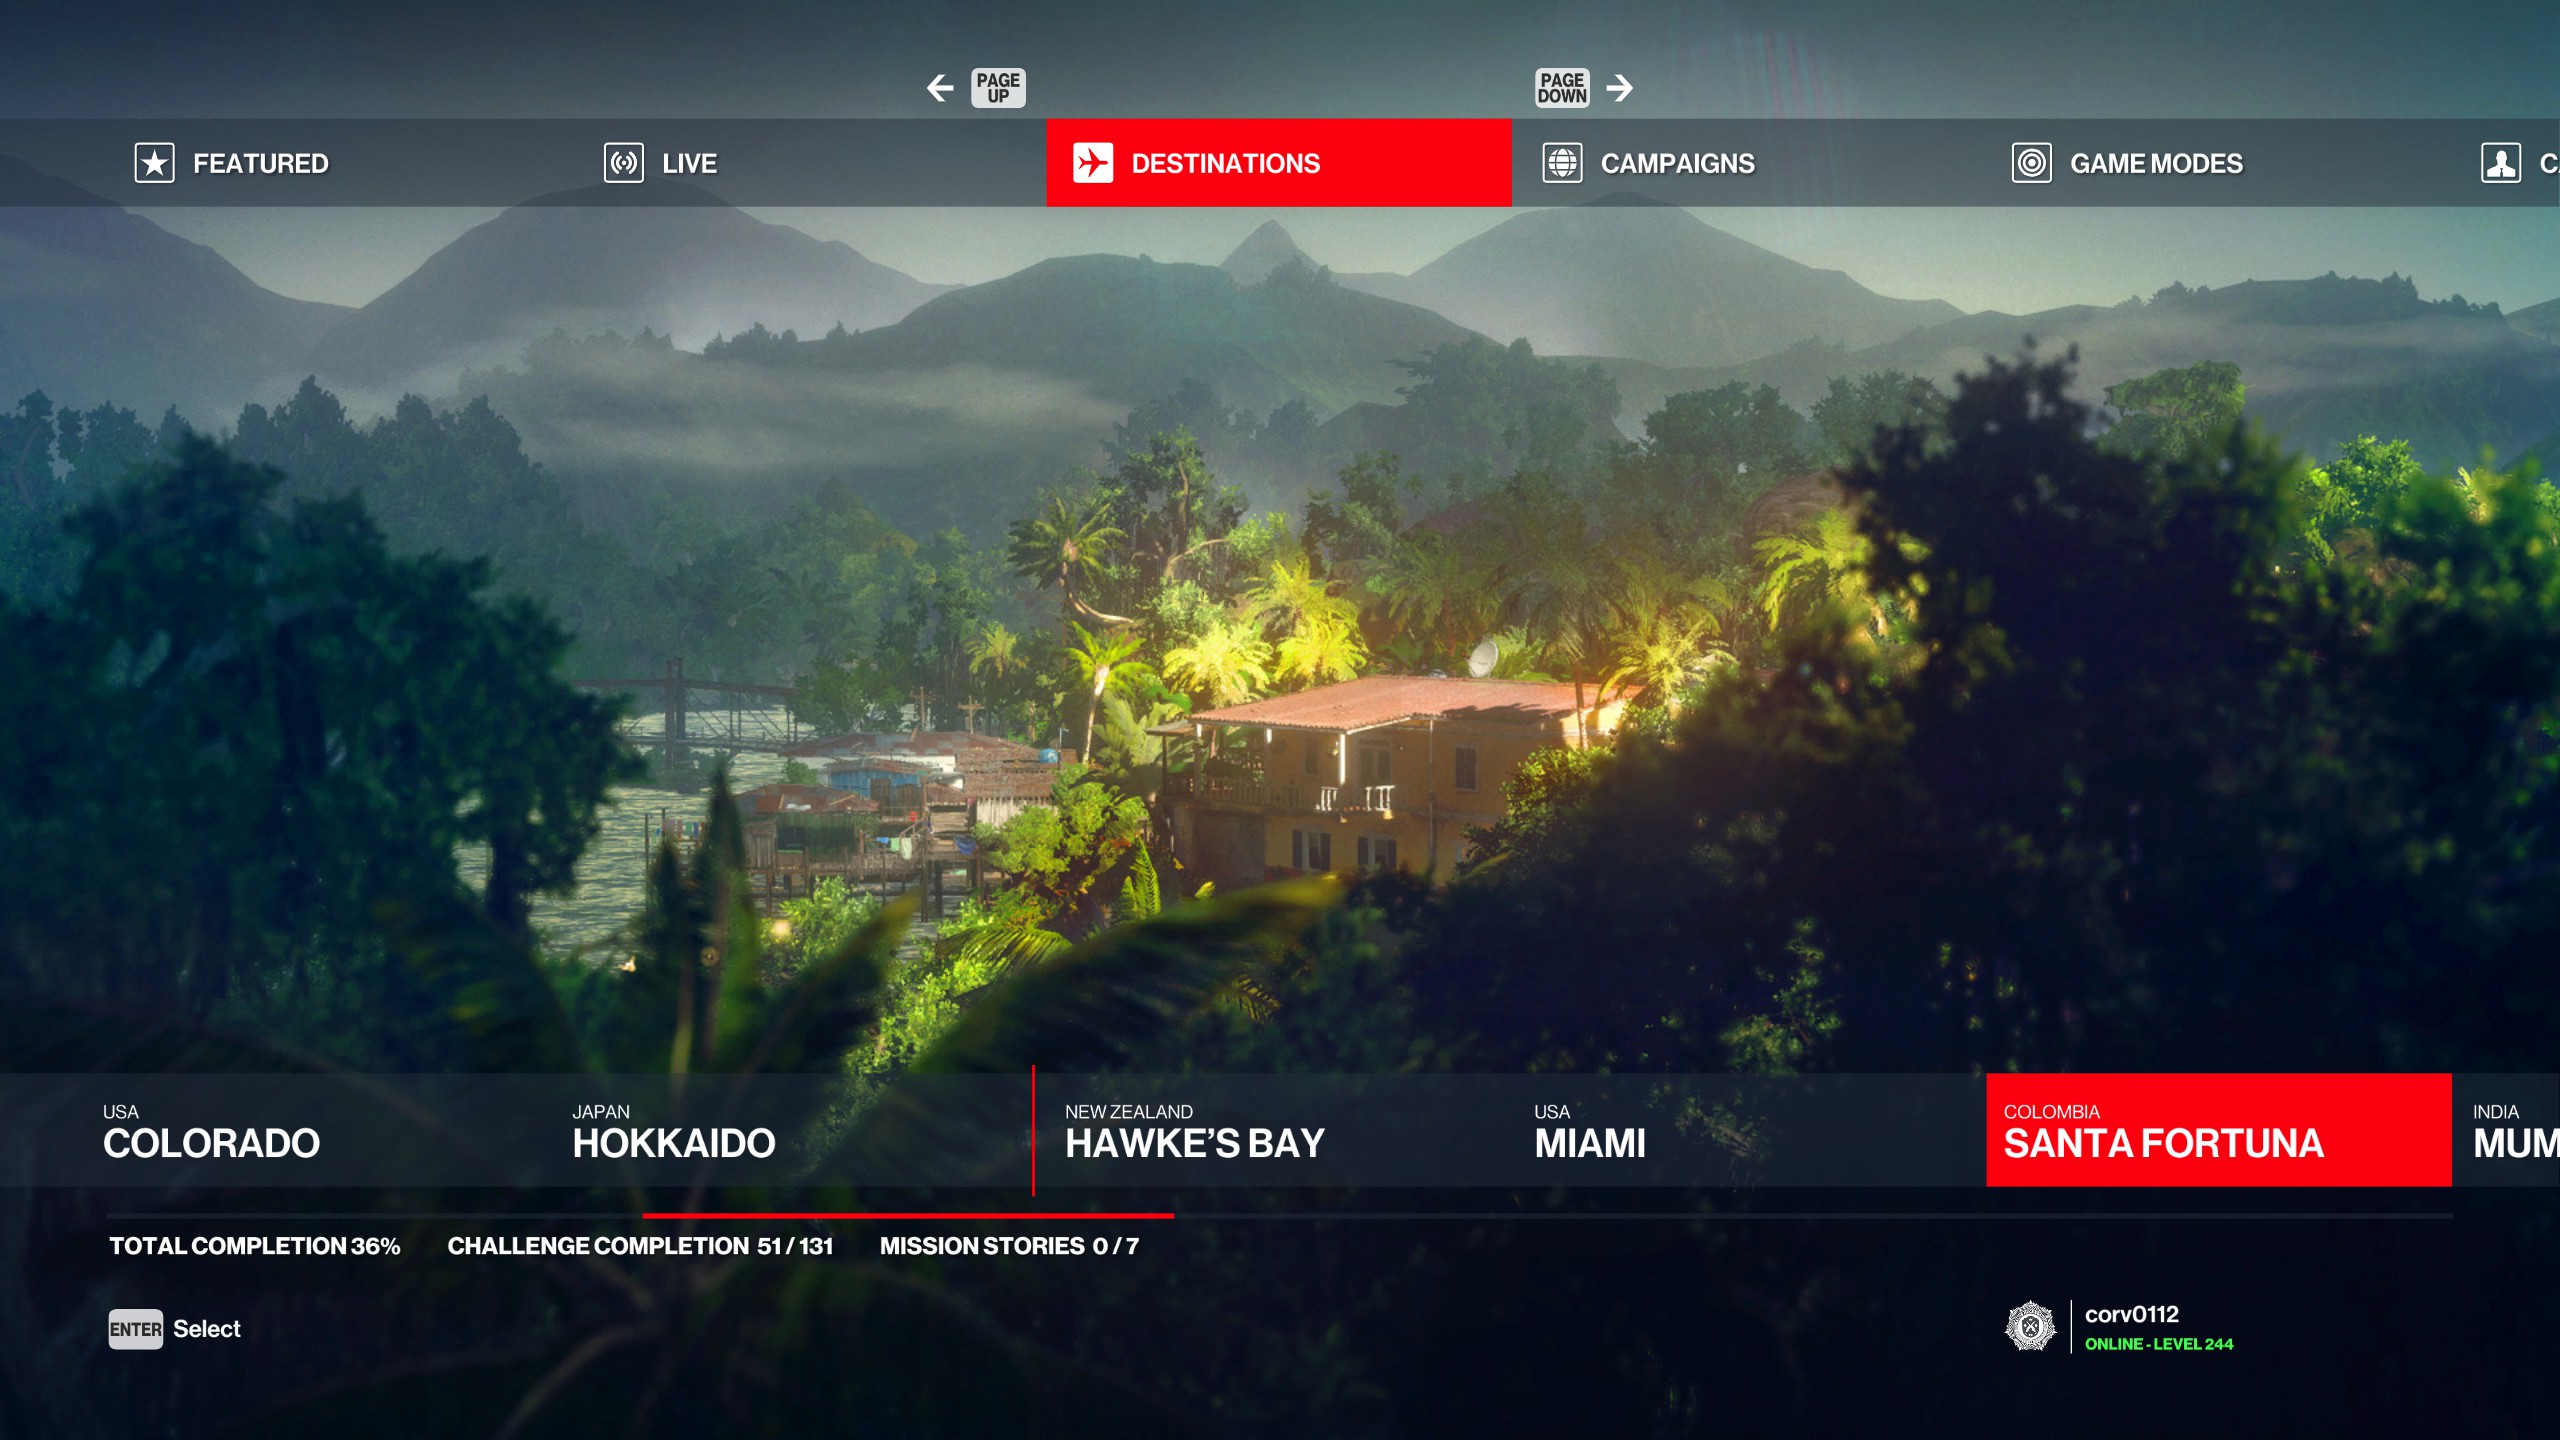 PAGE UP
PAGE DOWN
FEATURED
LIVE
DESTINATIONS
CAMPAIGNS
GAME MODES
USA
COLORADO
JAPAN
HOKKAIDO
NEW ZEALAND
HAWKE'S BAY
USA
MIAMI
COLOMBIA
SANTA FORTUNA
INDIA
TOTAL COMPLETION 36% CHALLENGE COMPLETION 51 / 131 MISSION STORIES 0 / 7
ENTER Select
corv0112
ONLINE - LEVEL 244